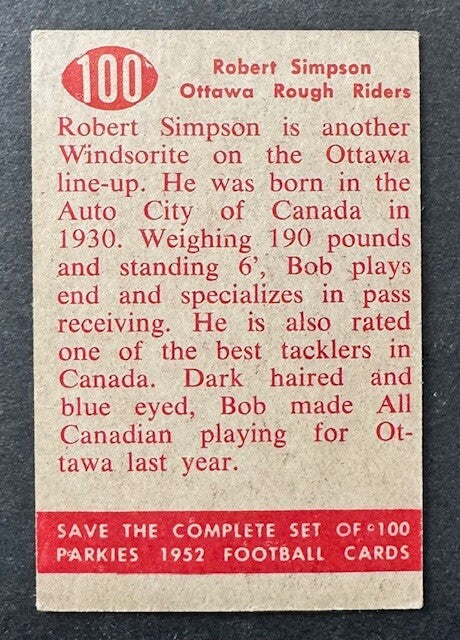 100
Robert Simpson
Ottawa Rough Riders
Robert Simpson is another
Windsorite on the Ottawa
line-up. He was born in the
Auto City of Canada in
1930. Weighing 190 pounds
and standing 6', Bob plays
end and specializes in pass
receiving. He is also rated
one of the best tacklers in
Canada. Dark haired and
blue eyed, Bob made All
Canadian playing for Ot-
tawa last year.
SAVE THE COMPLETE SET OF 100
PARKIES 1952 FOOTBALL CARDS